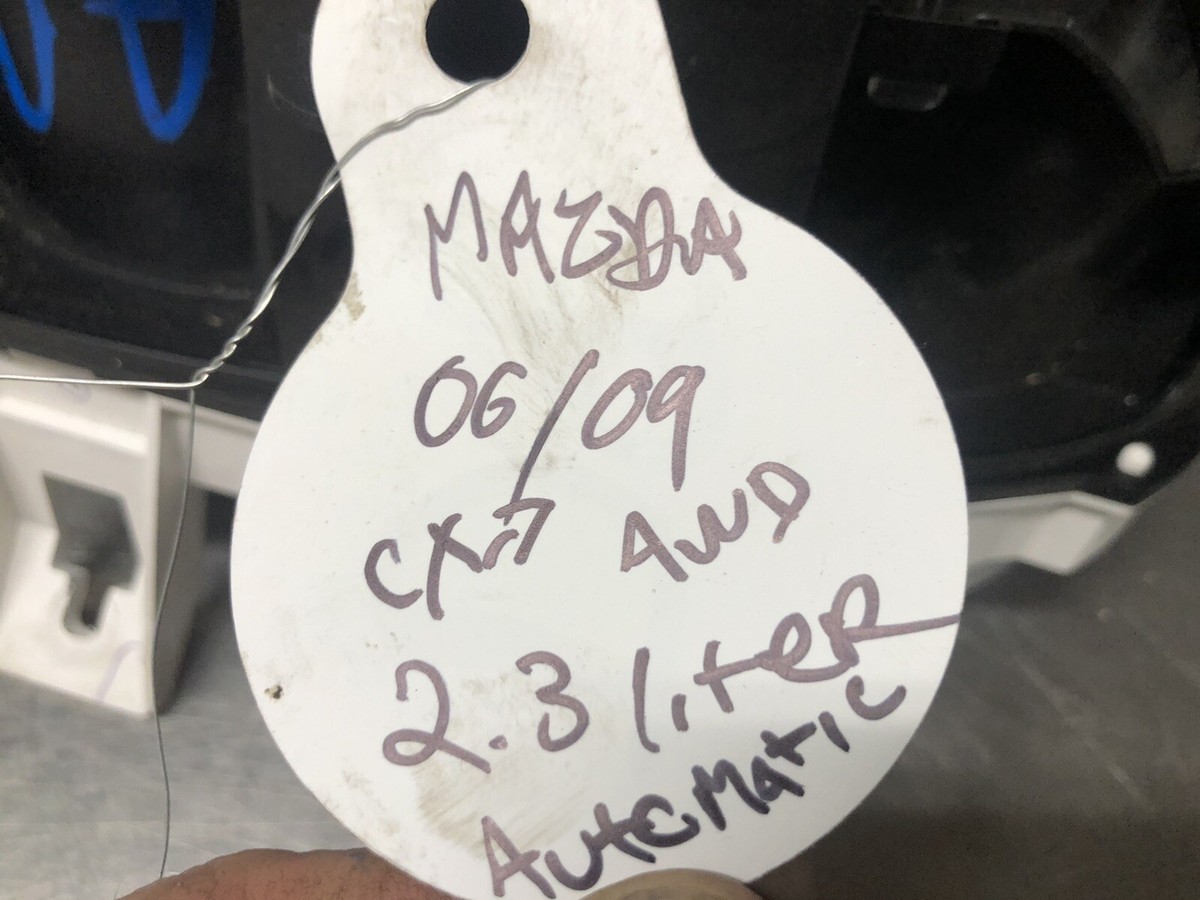 MAZDA
06/09
CX-7 AWD
2.3 liter
Automatic